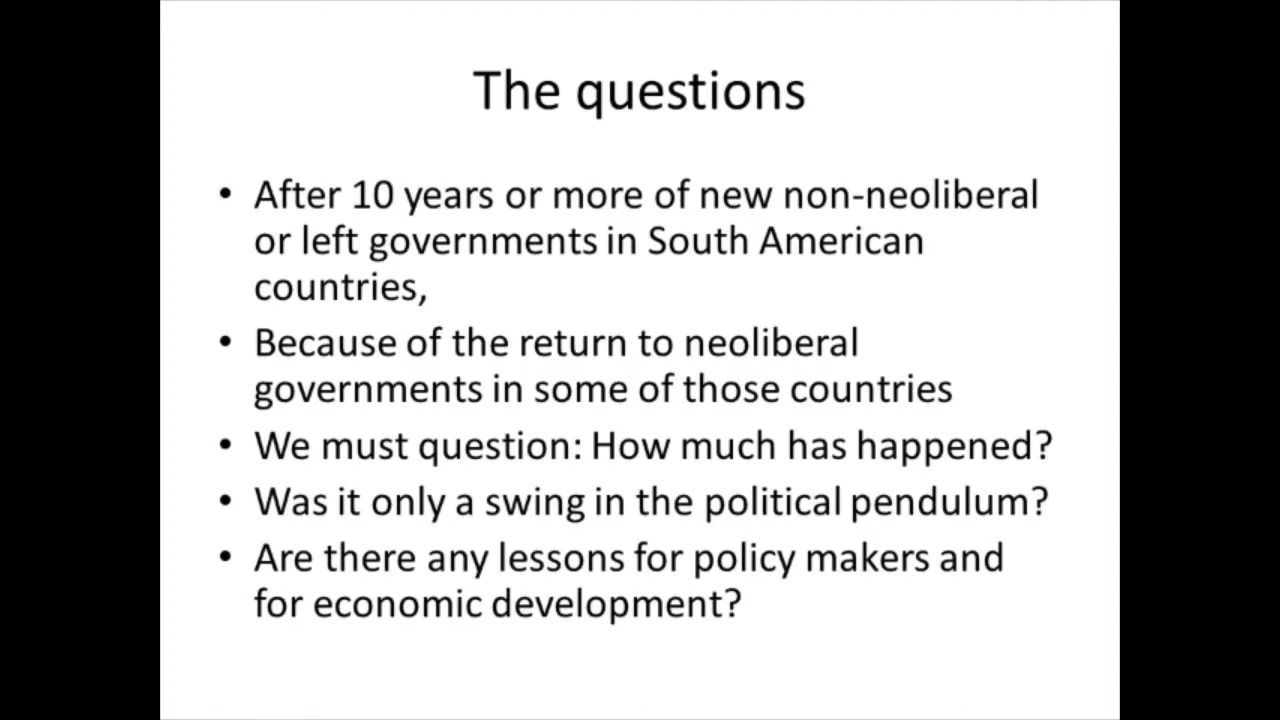 The questions
• After 10 years or more of new non-neoliberal
or left governments in South American
countries,
• Because of the return to neoliberal
governments in some of those countries
• We must question: How much has happened?
• Was it only a swing in the political pendulum?
• Are there any lessons for policy makers and
for economic development?